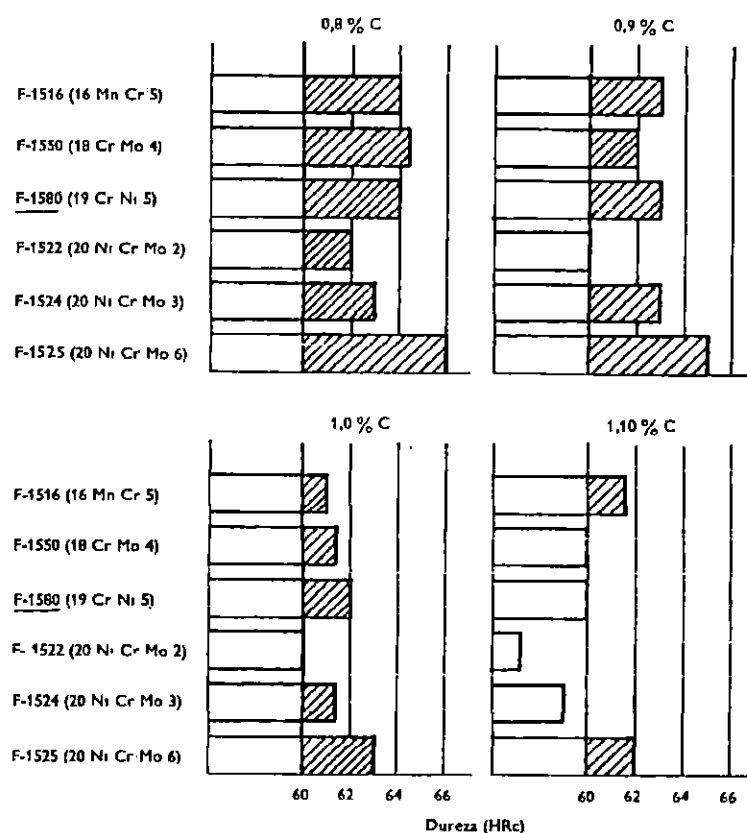 0,8 % C 0,9 % C
F-1516 (16 Mn Cr 5)
F-1550 (18 Cr Mo 4)
F-1580 (19 Cr Ni 5)
F-1522 (20 Ni Cr Mo 2)
F-1524 (20 Ni Cr Mo 3)
F-1525 (20 Ni Cr Mo 6)
1,0 % C 1,10 % C
F-1516 (16 Mn Cr 5)
F-1550 (18 Cr Mo 4)
F-1580 (19 Cr Ni 5)
F-1522 (20 Ni Cr Mo 2)
F-1524 (20 Ni Cr Mo 3)
F-1525 (20 Ni Cr Mo 6)
60 62 64 66 60 62 64 66
Dureza (HRc)